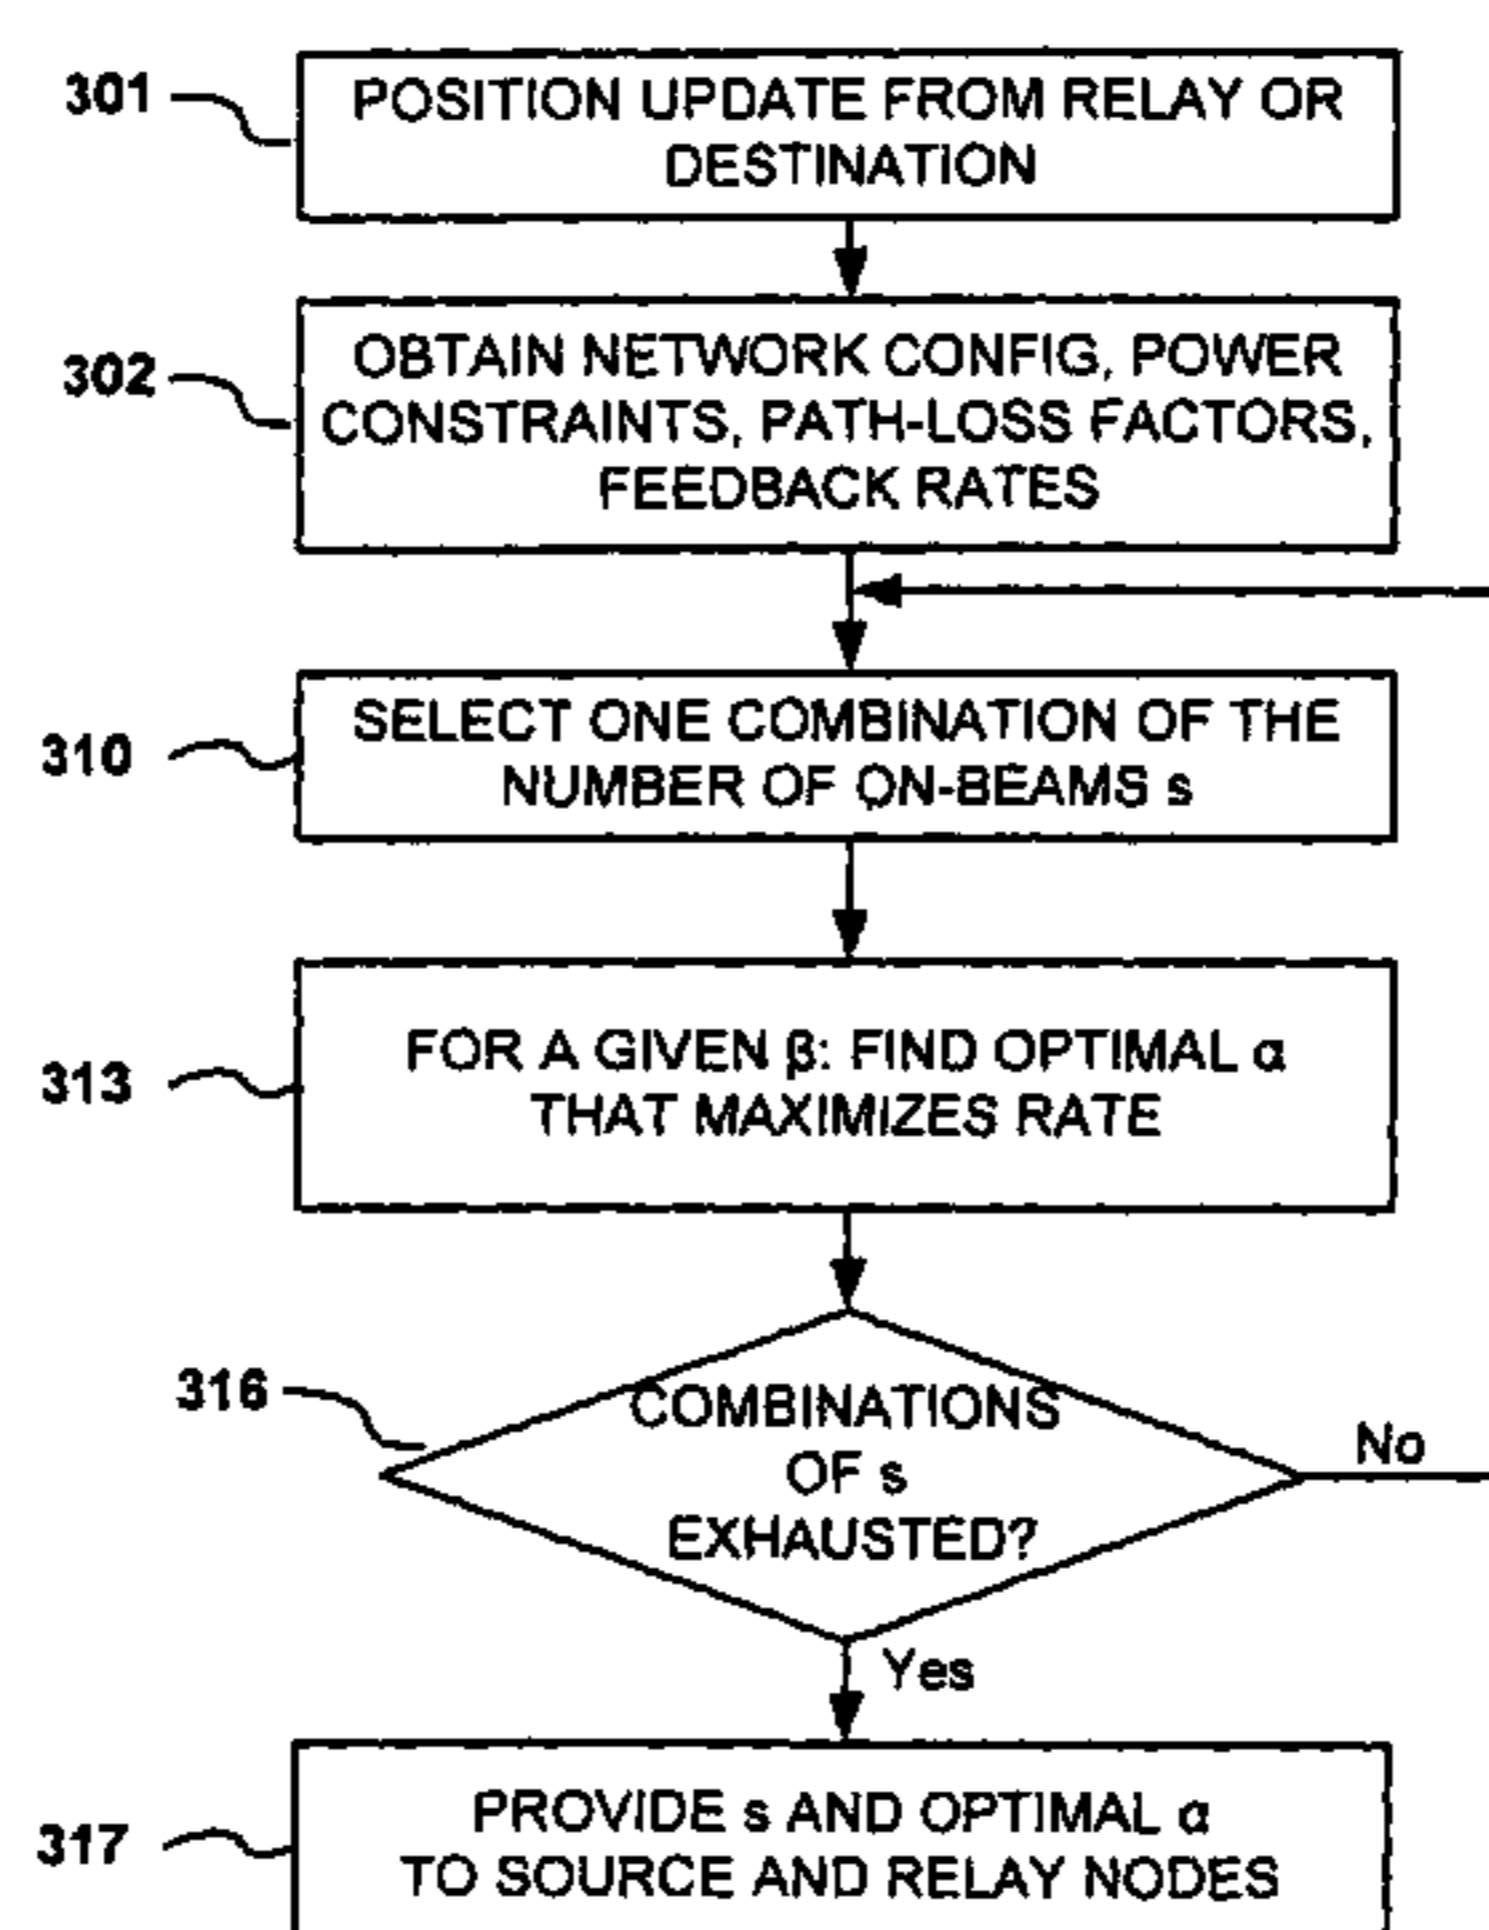 301
POSITION UPDATE FROM RELAY OR
DESTINATION
302
OBTAIN NETWORK CONFIG, POWER
CONSTRAINTS, PATH-LOSS FACTORS,
FEEDBACK RATES
310
SELECT ONE COMBINATION OF THE
NUMBER OF ON-BEAMS s
313
FOR A GIVEN β: FIND OPTIMAL α
THAT MAXIMIZES RATE
316
COMBINATIONS
OF s
EXHAUSTED?
No
Yes
317
PROVIDE s AND OPTIMAL α
TO SOURCE AND RELAY NODES